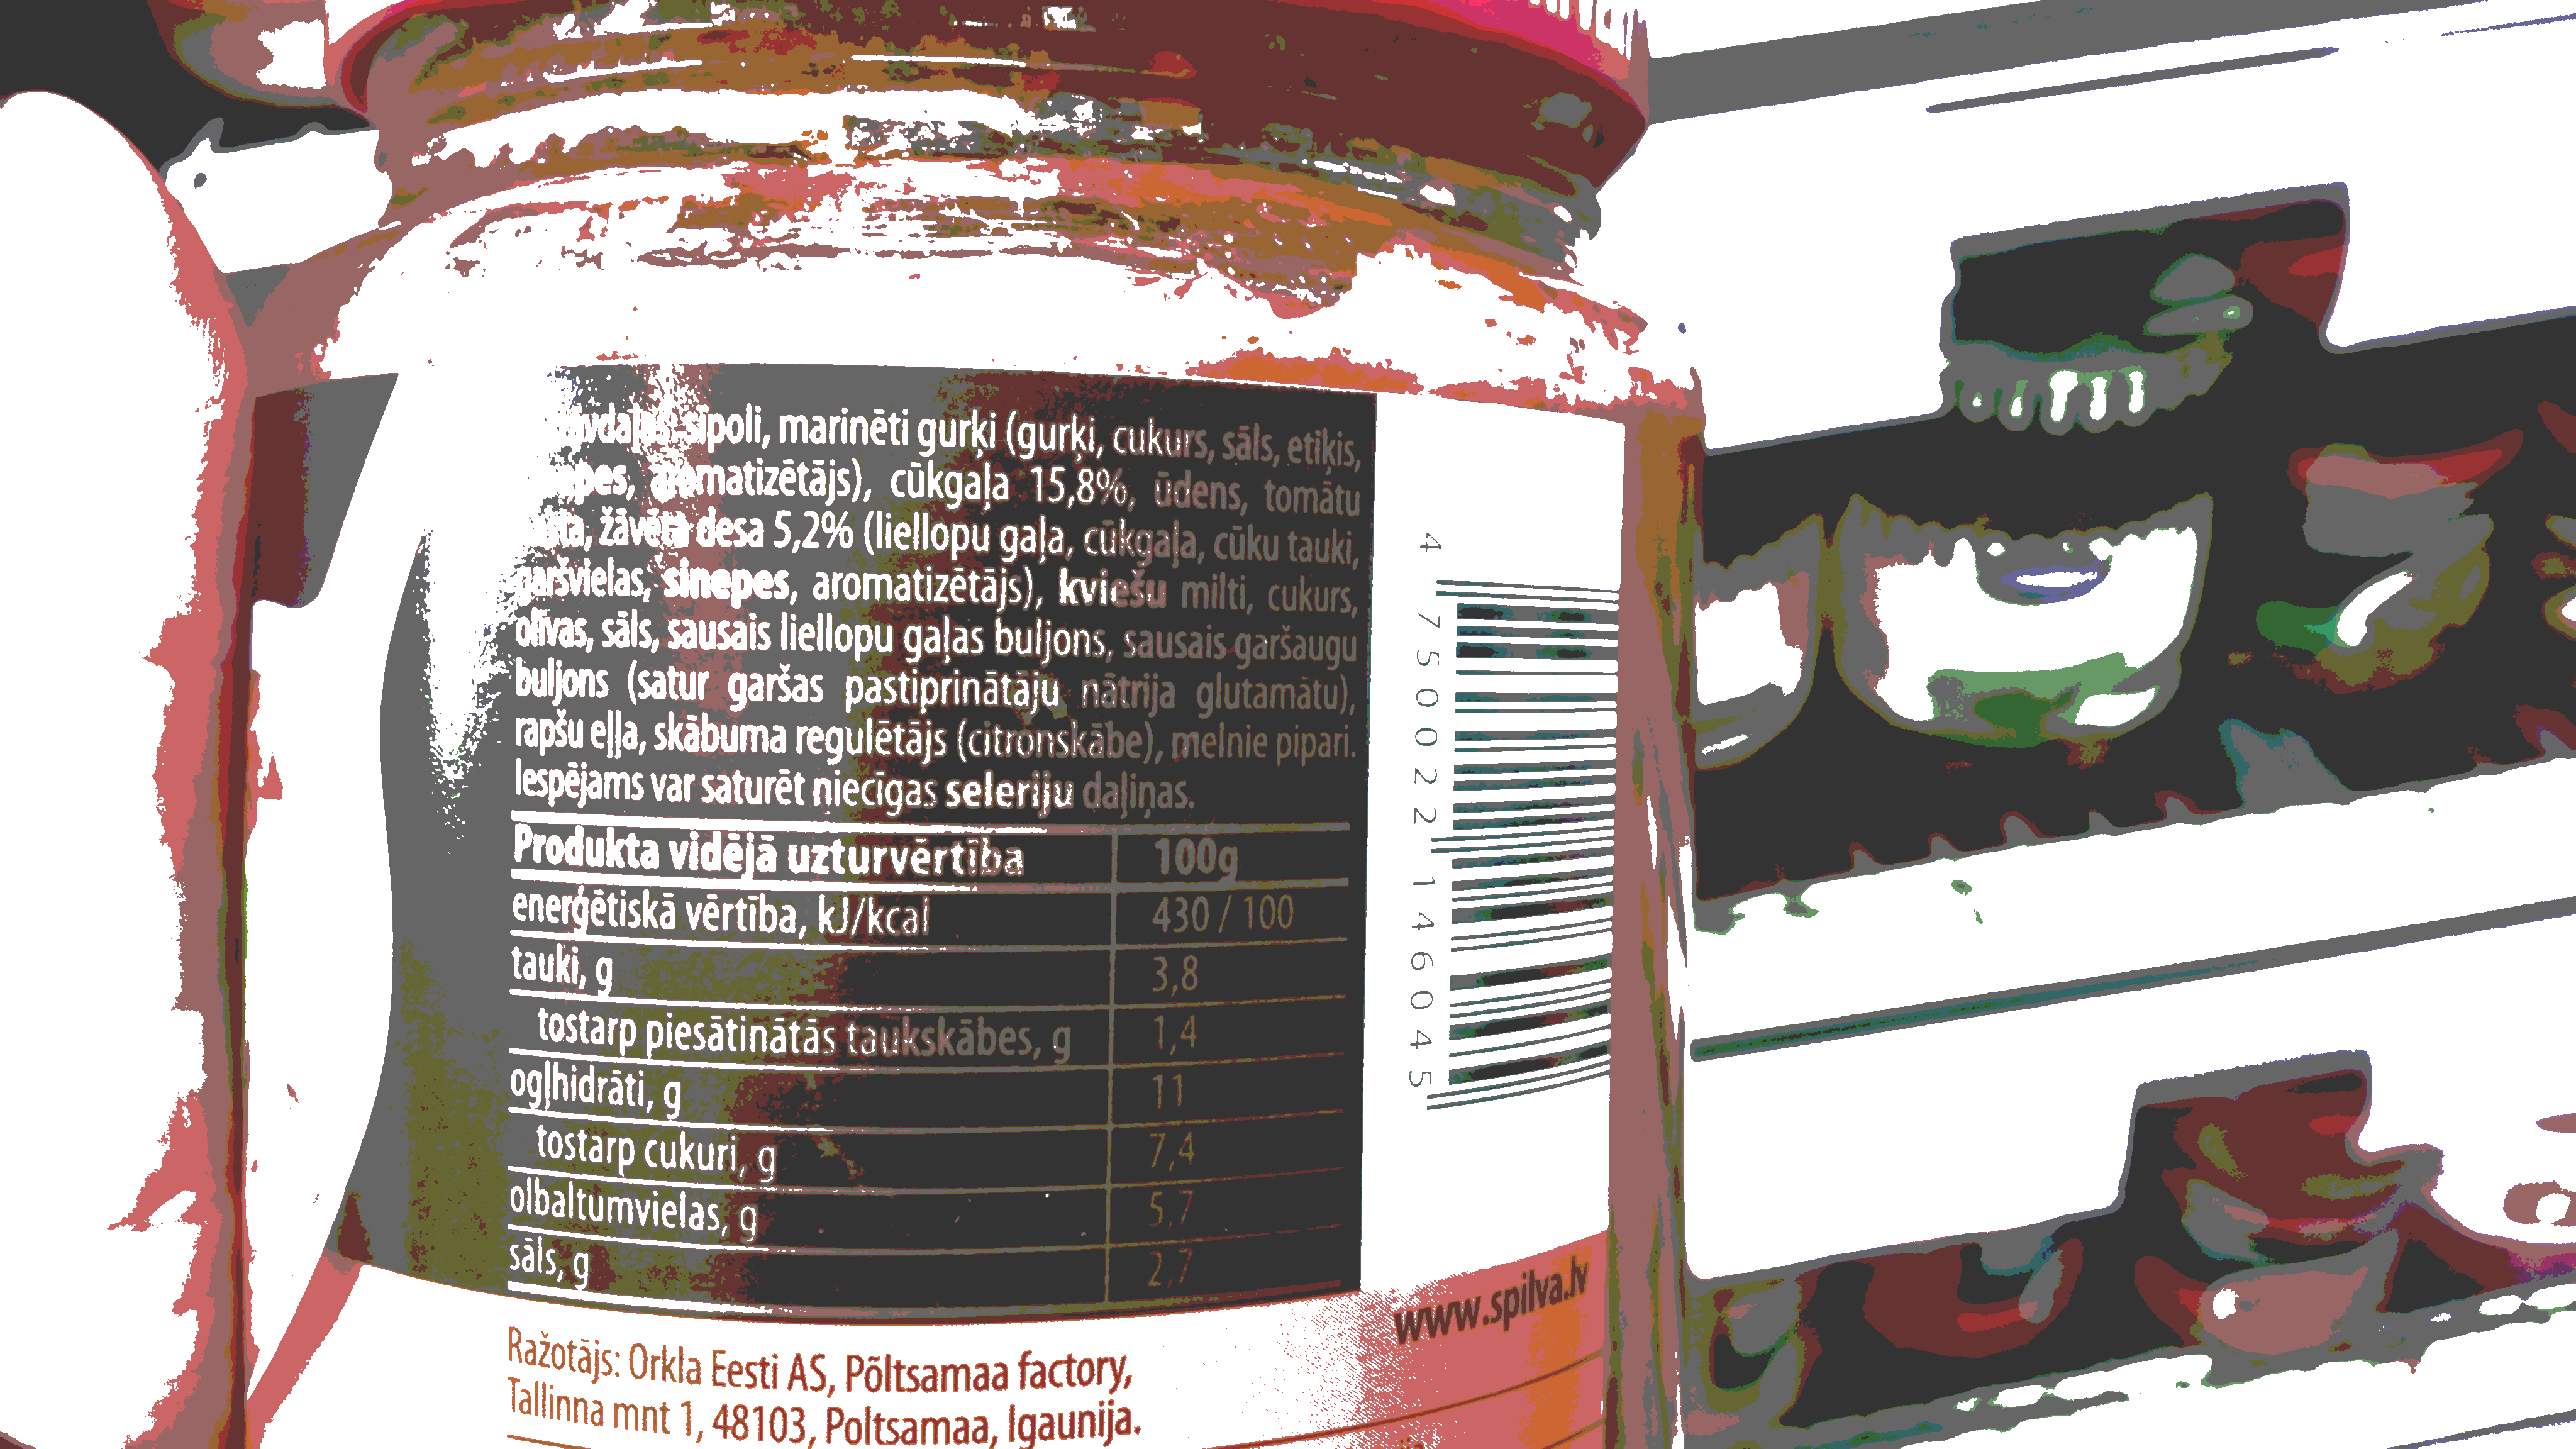 sīpoli, marinēti gurķi (gurķi, cukurs, sāls, etiķis,
aromatizētājs), cūkgaļa 15,8%, ūdens, tomātu
žāvēta desa 5,2% (liellopu gaļa, cūkgaļa, cūku tauki,
garšvielas, sinepes, aromatizētājs), kviešu milti, cukurs,
olīvas, sāls, sausais liellopu gaļas buljons, sausais garšaugu
buljons (satur garšas pastiprinātāju nātrija glutamātu),
rapšu eļļa, skābuma regulētājs (citronskābe), melnie pipari.
Iespējams var saturēt niecīgas seleriju daļiņas.
Produkta vidējā uzturvērtība 100g
enerģētiskā vērtība, kJ/kcal 430 / 100
tauki, g 3,8
tostarp piesātinātās taukskābes, g 1,4
ogļhidrāti, g 11
tostarp cukuri, g 7,4
olbaltumvielas, g 5,7
sāls, g 2,7
Ražotājs: Orkla Eesti AS, Põltsamaa factory,
Tallinna mnt 1, 48103, Poltsamaa, Igaunija.
4 750022 146045
www.spilva.lv